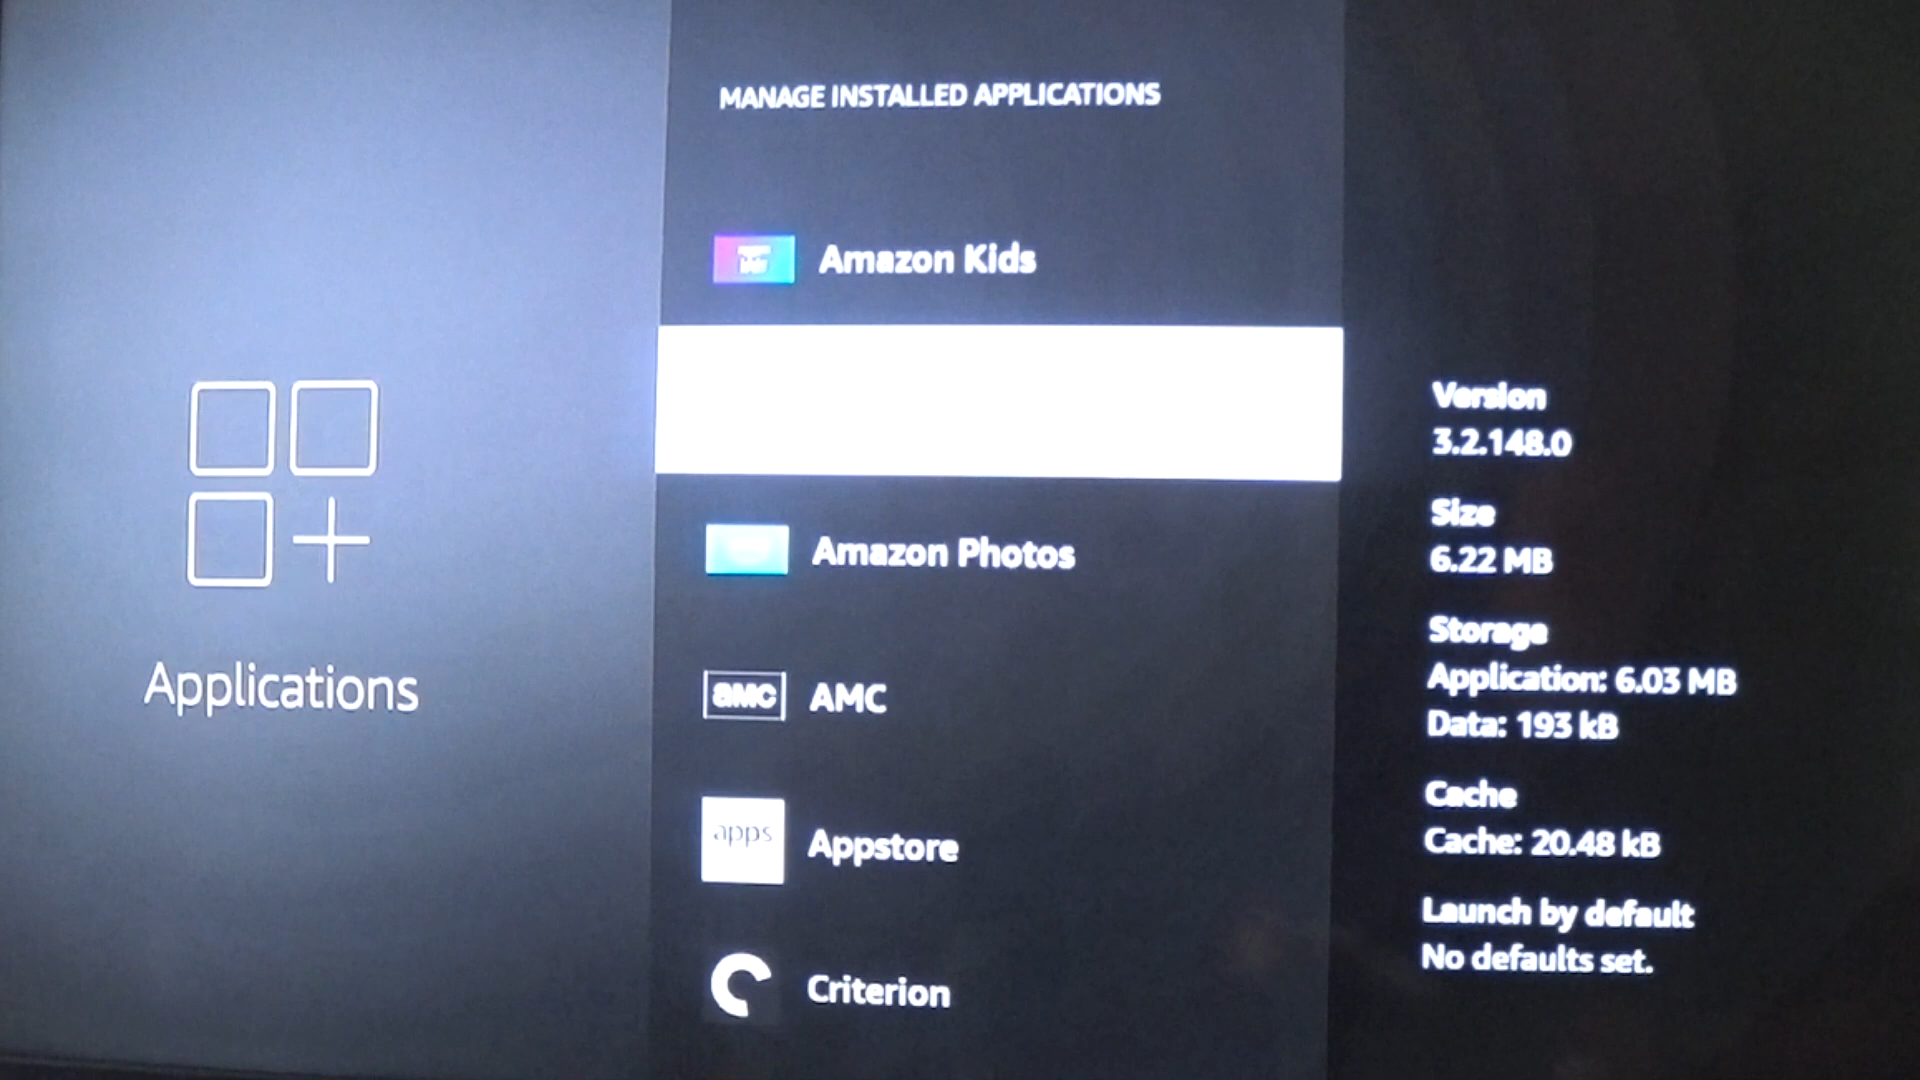 MANAGE INSTALLED APPLICATIONS
Amazon Kids
Amazon Photos
amc AMC
apps Appstore
Criterion
Applications
Version
3.2.148.0
Size
6.22 MB
Storage
Application: 6.03 MB
Data: 193 kB
Cache
Cache: 20.48 kB
Launch by default
No defaults set.